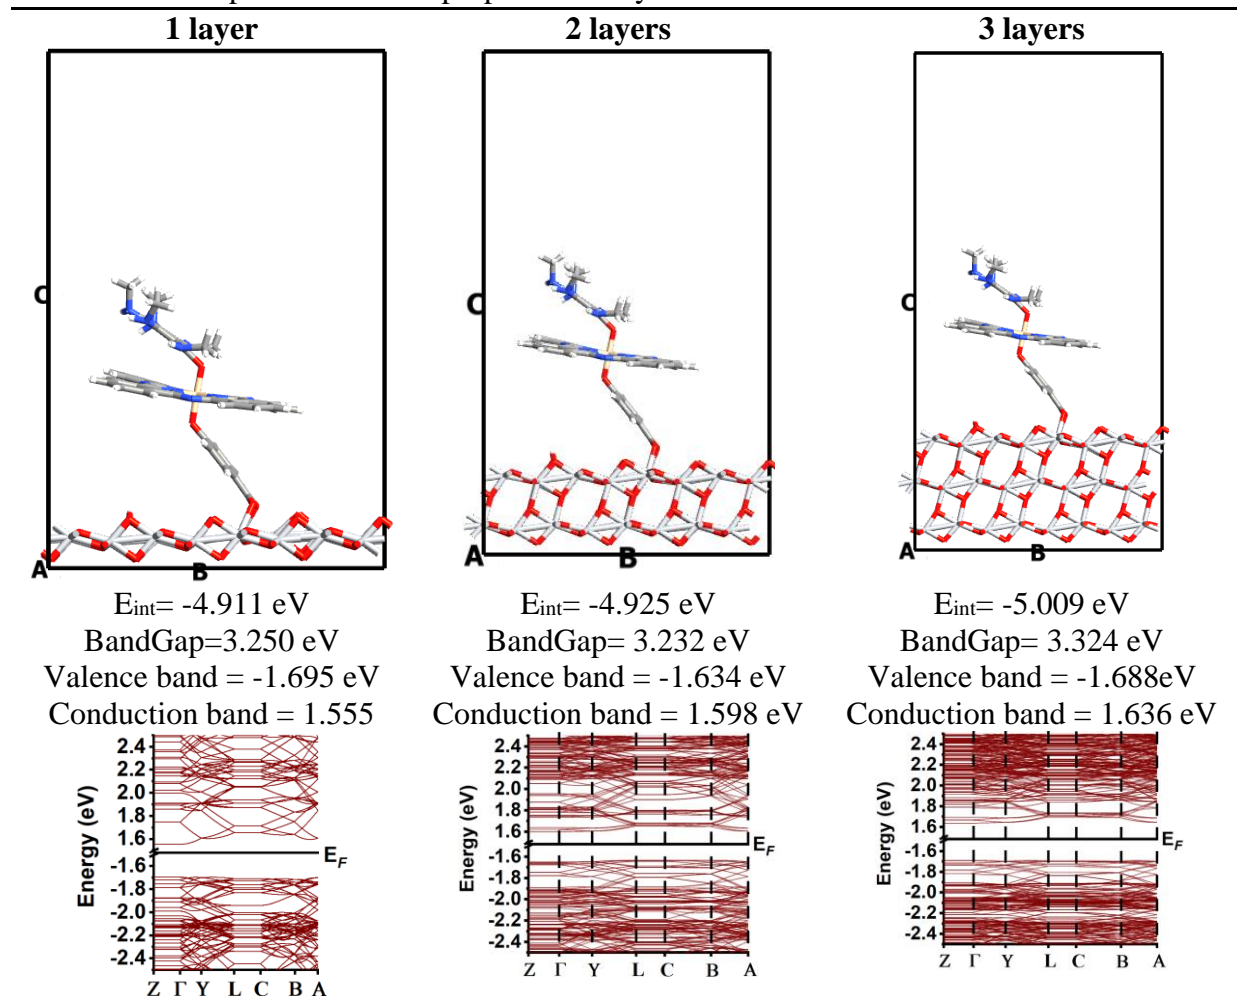 1 layer 2 layers 3 layers
C C C
A B A B A B
Eint= -4.911 eV Eint= -4.925 eV Eint= -5.009 eV
BandGap=3.250 eV BandGap= 3.232 eV BandGap= 3.324 eV
Valence band = -1.695 eV Valence band = -1.634 eV Valence band = -1.688eV
Conduction band = 1.555 Conduction band = 1.598 eV Conduction band = 1.636 eV
Energy (eV)
2.4
2.2
2.0
1.8
1.6
-1.6
-1.8
-2.0
-2.2
-2.4
EF
Z Γ Y L C B A
Energy (eV)
2.4
2.2
2.0
1.8
1.6
-1.6
-1.8
-2.0
-2.2
-2.4
EF
Z Γ Y L C B A
Energy (eV)
2.4
2.2
2.0
1.8
1.6
-1.6
-1.8
-2.0
-2.2
-2.4
EF
Z Γ Y L C B A